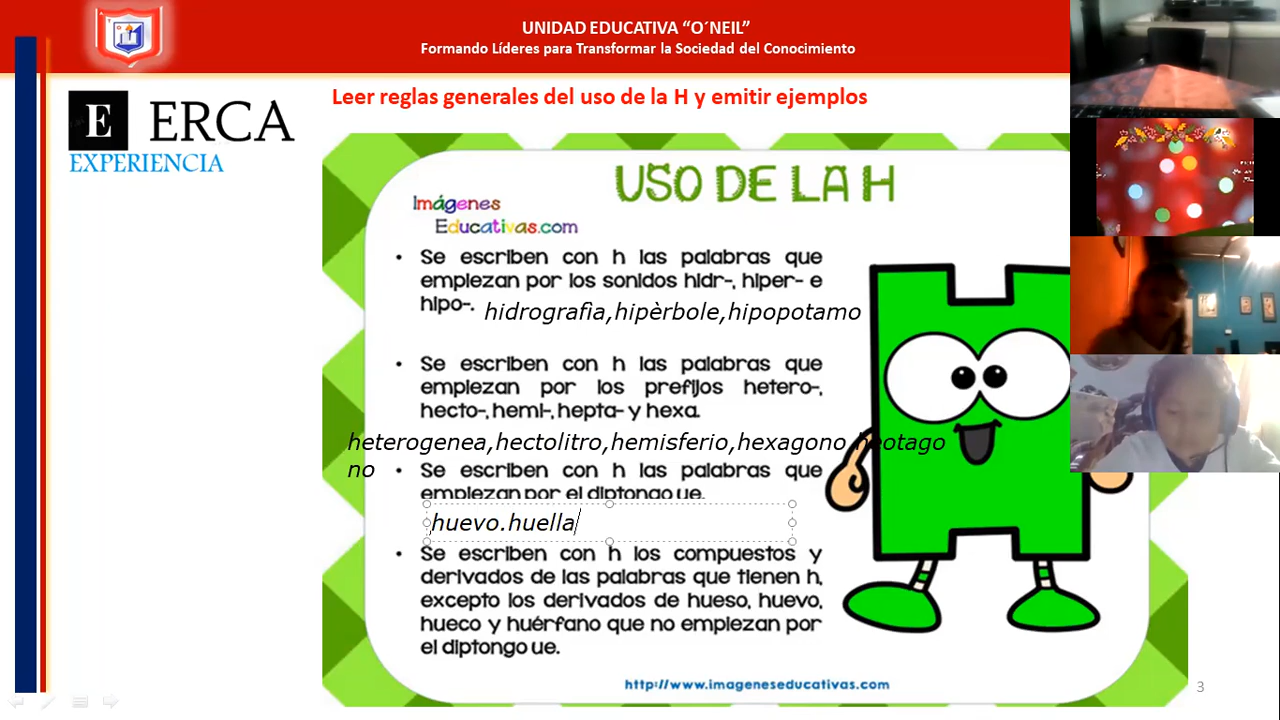 UNIDAD EDUCATIVA “O´NEIL”
Formando Líderes para Transformar la Sociedad del Conocimiento
Leer reglas generales del uso de la H y emitir ejemplos
E ERCA
EXPERIENCIA
USO DE LA H
Imágenes
Educativas.com
• Se escriben con h las palabras que
empiezan por los sonidos hidr-, hiper- e
hipo-.
hidrografìa,hipèrbole,hipopotamo
• Se escriben con h las palabras que
empiezan por los prefijos hetero-,
hecto-, hemi-, hepta- y hexa.
heterogenea,hectolitro,hemisferio,hexagono heotago
no
• Se escriben con h las palabras que
empiezan por el diptongo ue.
huevo.huella
• Se escriben con h los compuestos y
derivados de las palabras que tienen h,
excepto los derivados de hueso, huevo,
hueco y huérfano que no empiezan por
el diptongo ue.
http://www.imageneseducativas.com
3